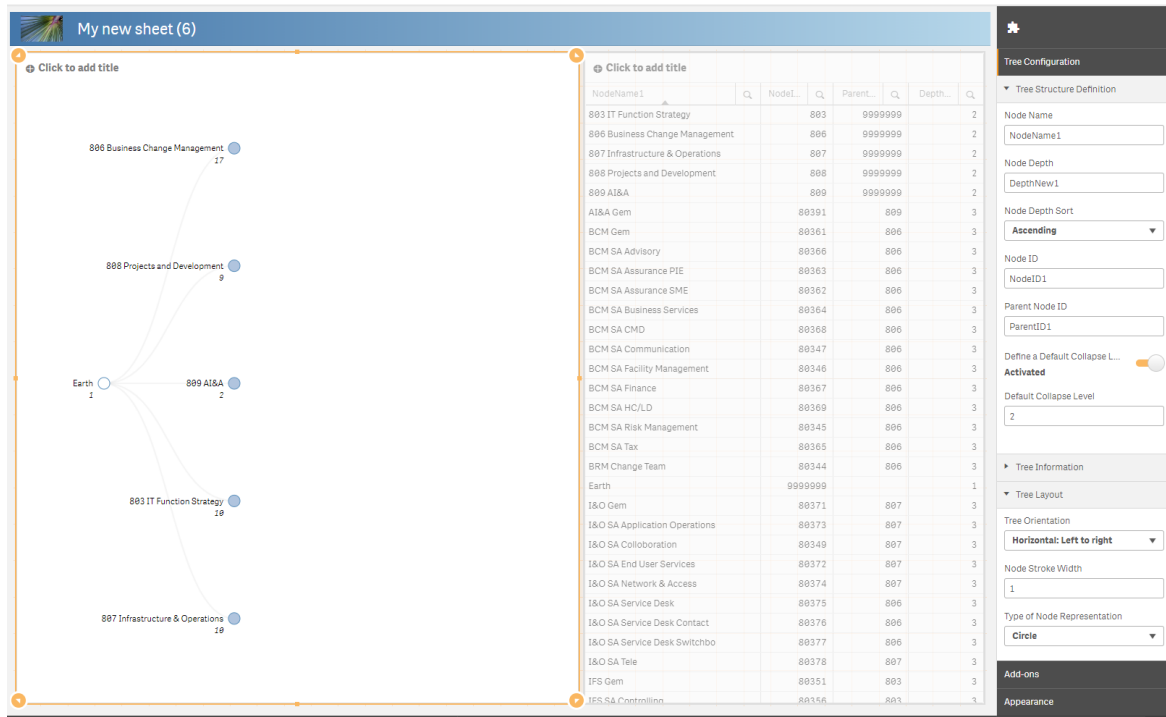 My new sheet (6)
Click to add title
806 Business Change Management
17
808 Projects and Development
9
Earth
1
809 AI&A
2
803 IT Function Strategy
10
807 Infrastructure & Operations
10
Click to add title
NodeName1 NodeI... Parent... Depth...
803 IT Function Strategy 803 9999999 2
806 Business Change Management 806 9999999 2
807 Infrastructure & Operations 807 9999999 2
808 Projects and Development 808 9999999 2
809 AI&A 809 9999999 2
AI&A Gem 80391 809 3
BCM Gem 80361 806 3
BCM SA Advisory 80366 806 3
BCM SA Assurance PIE 80363 806 3
BCM SA Assurance SME 80362 806 3
BCM SA Business Services 80364 806 3
BCM SA CMD 80368 806 3
BCM SA Communication 80347 806 3
BCM SA Facility Management 80346 806 3
BCM SA Finance 80367 806 3
BCM SA HC/LD 80369 806 3
BCM SA Risk Management 80345 806 3
BCM SA Tax 80365 806 3
BRM Change Team 80344 806 3
Earth 9999999 1
I&O Gem 80371 807 3
I&O SA Application Operations 80373 807 3
I&O SA Colloboration 80349 807 3
I&O SA End User Services 80372 807 3
I&O SA Network & Access 80374 807 3
I&O SA Service Desk 80375 806 3
I&O SA Service Desk Contact 80376 806 3
I&O SA Service Desk Switchbo 80377 806 3
I&O SA Tele 80378 807 3
IFS Gem 80351 803 3
IFS SA Controlling 80356 803 3
Tree Configuration
Tree Structure Definition
Node Name
NodeName1
Node Depth
DepthNew1
Node Depth Sort
Ascending
Node ID
NodeID1
Parent Node ID
ParentID1
Define a Default Collapse L...
Activated
Default Collapse Level
2
Tree Information
Tree Layout
Tree Orientation
Horizontal: Left to right
Node Stroke Width
1
Type of Node Representation
Circle
Add-ons
Appearance